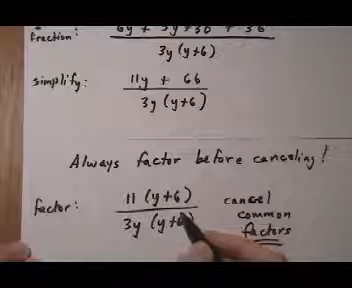 fraction:
3y (y+6)
simplify: 11y + 66
3y (y+6)
Always factor before canceling!
factor: 11 (y+6) cancel
3y (y+6) common
factors